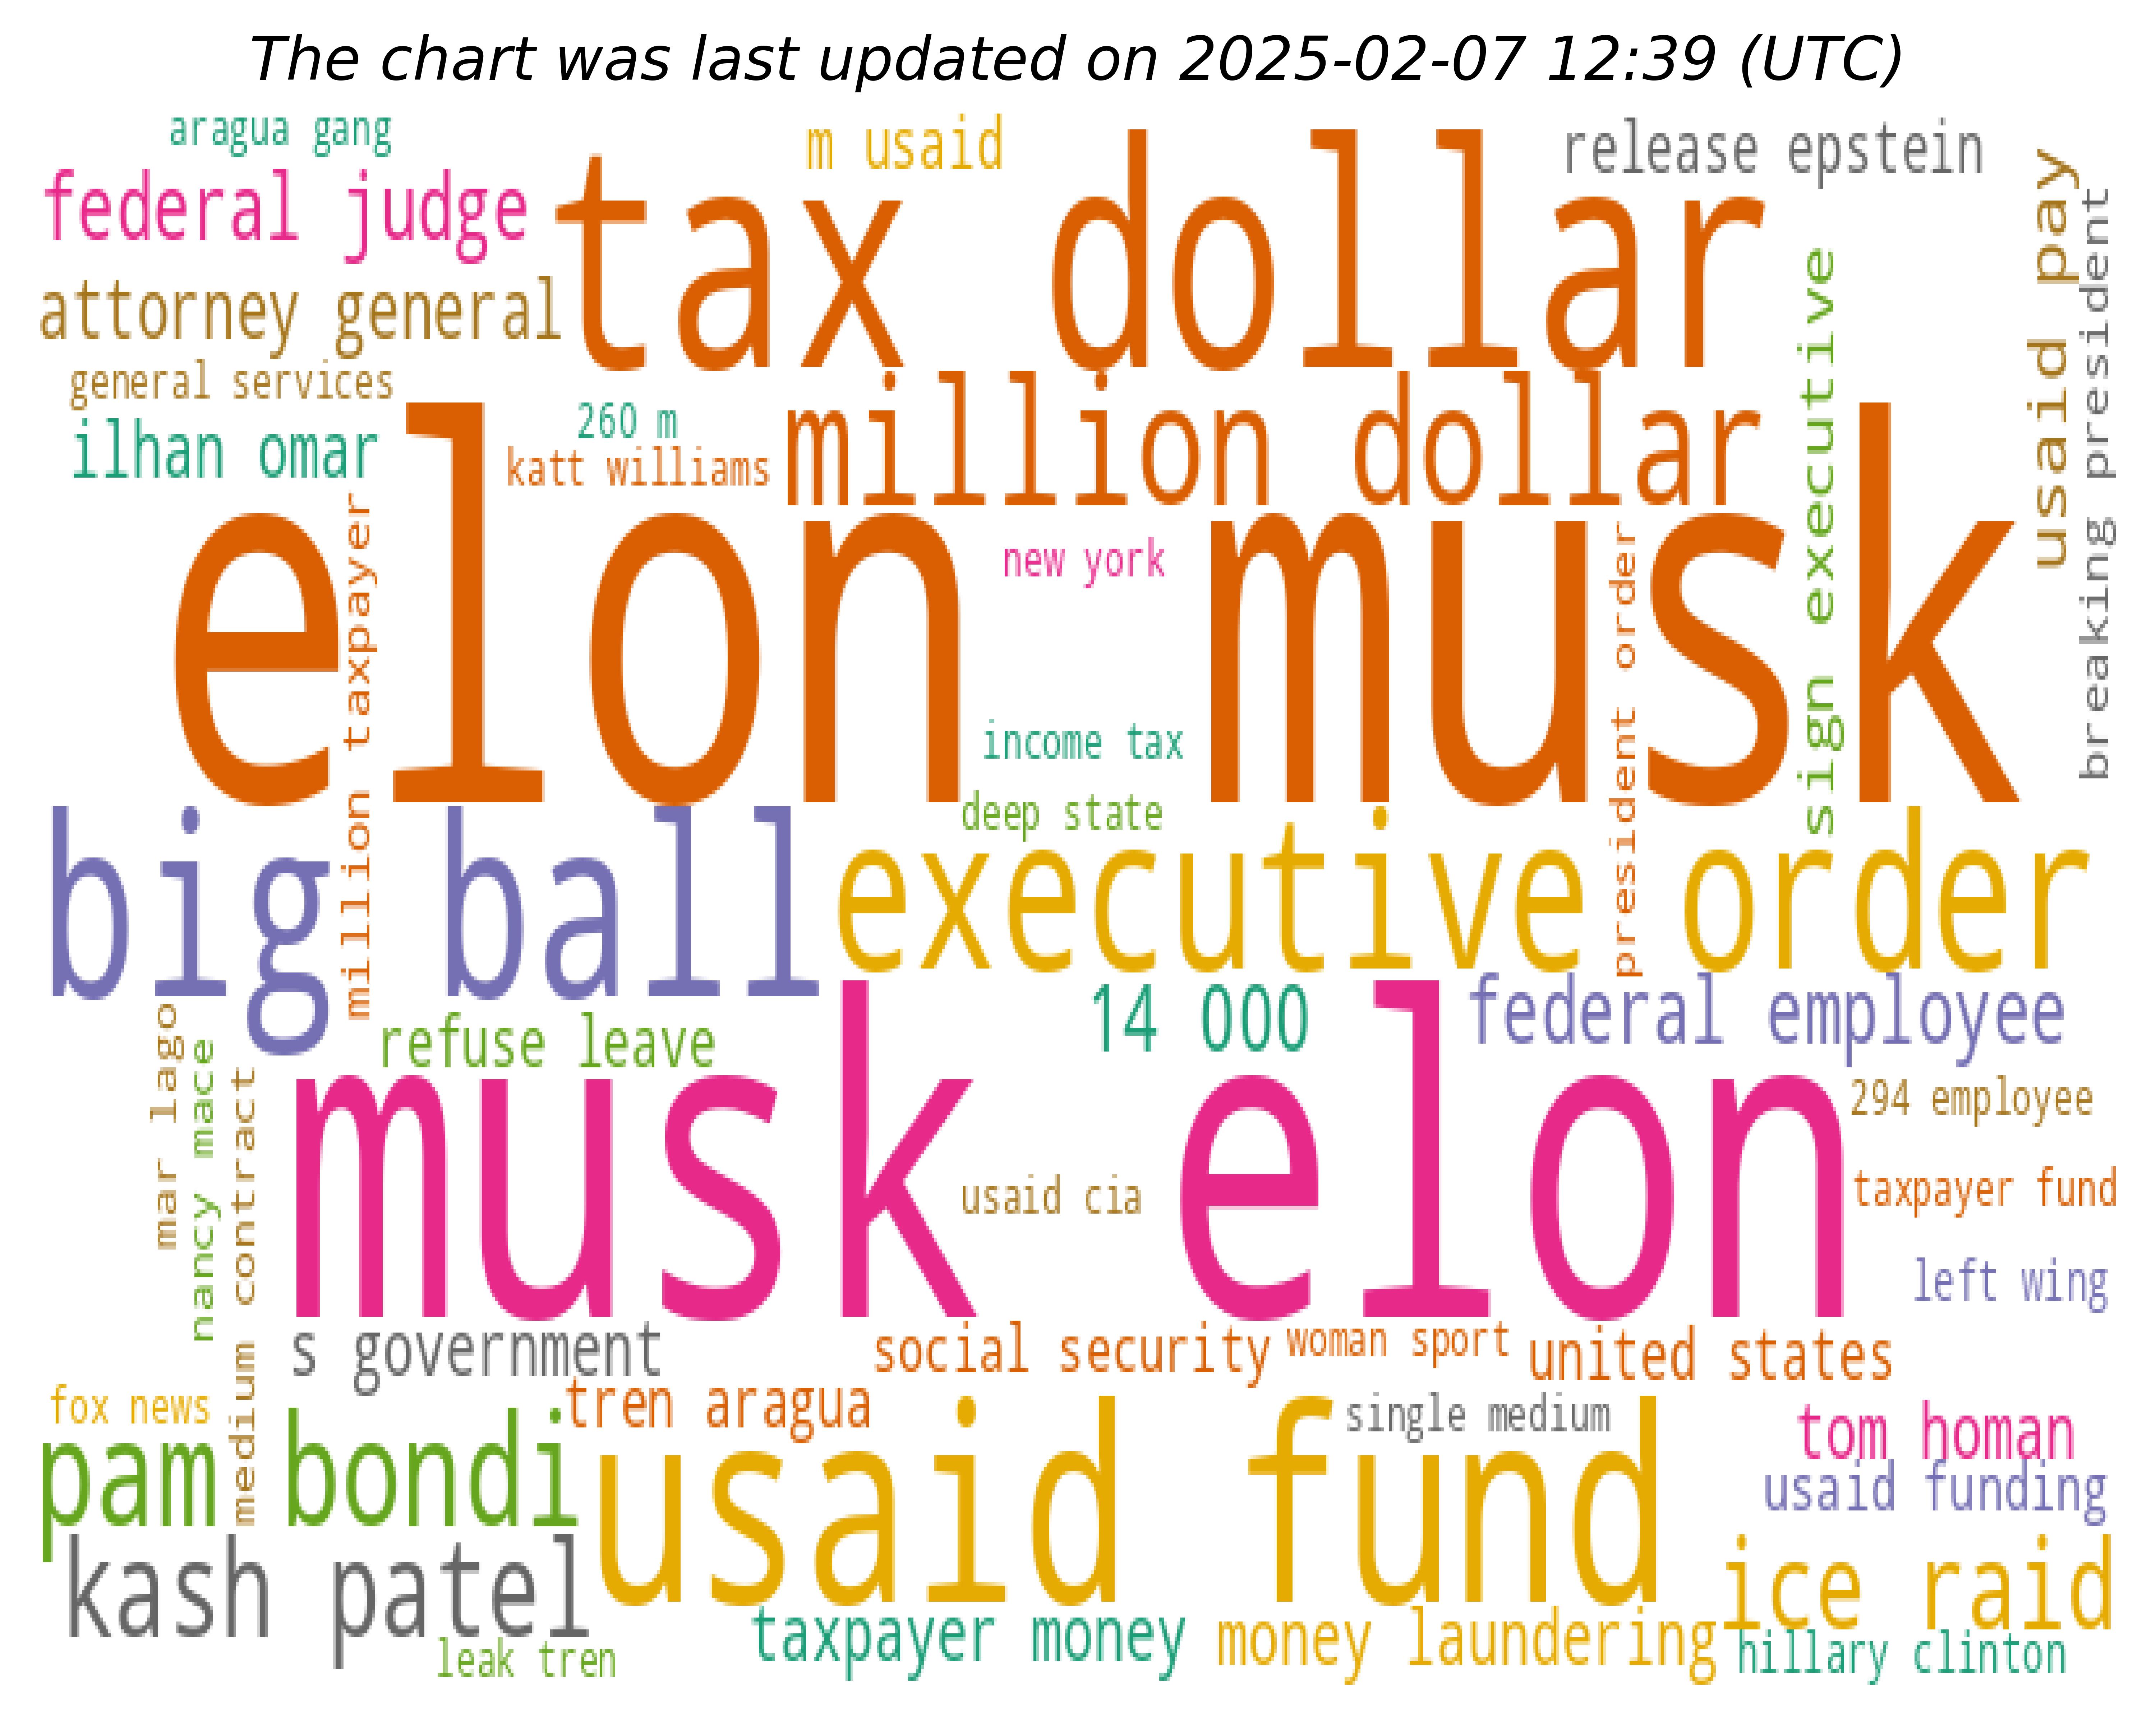 The chart was last updated on 2025-02-07 12:39 (UTC)
aragua gang
m usaid
release epstein
federal judge
tax dollar
usaid pay
breaking president
attorney general
sign executive
general services
260 m
million dollar
ilhan omar
katt williams
elon musk
million taxpayer
new york
president order
income tax
deep state
big ball
executive order
14 000
federal employee
refuse leave
mar lago
nancy mace
medium contract
musk elon
294 employee
usaid cia
taxpayer fund
left wing
s government
social security
woman sport
united states
fox news
tren aragua
single medium
pam bondi
usaid fund
tom homan
usaid funding
kash patel
ice raid
leak tren
taxpayer money
money laundering
hillary clinton